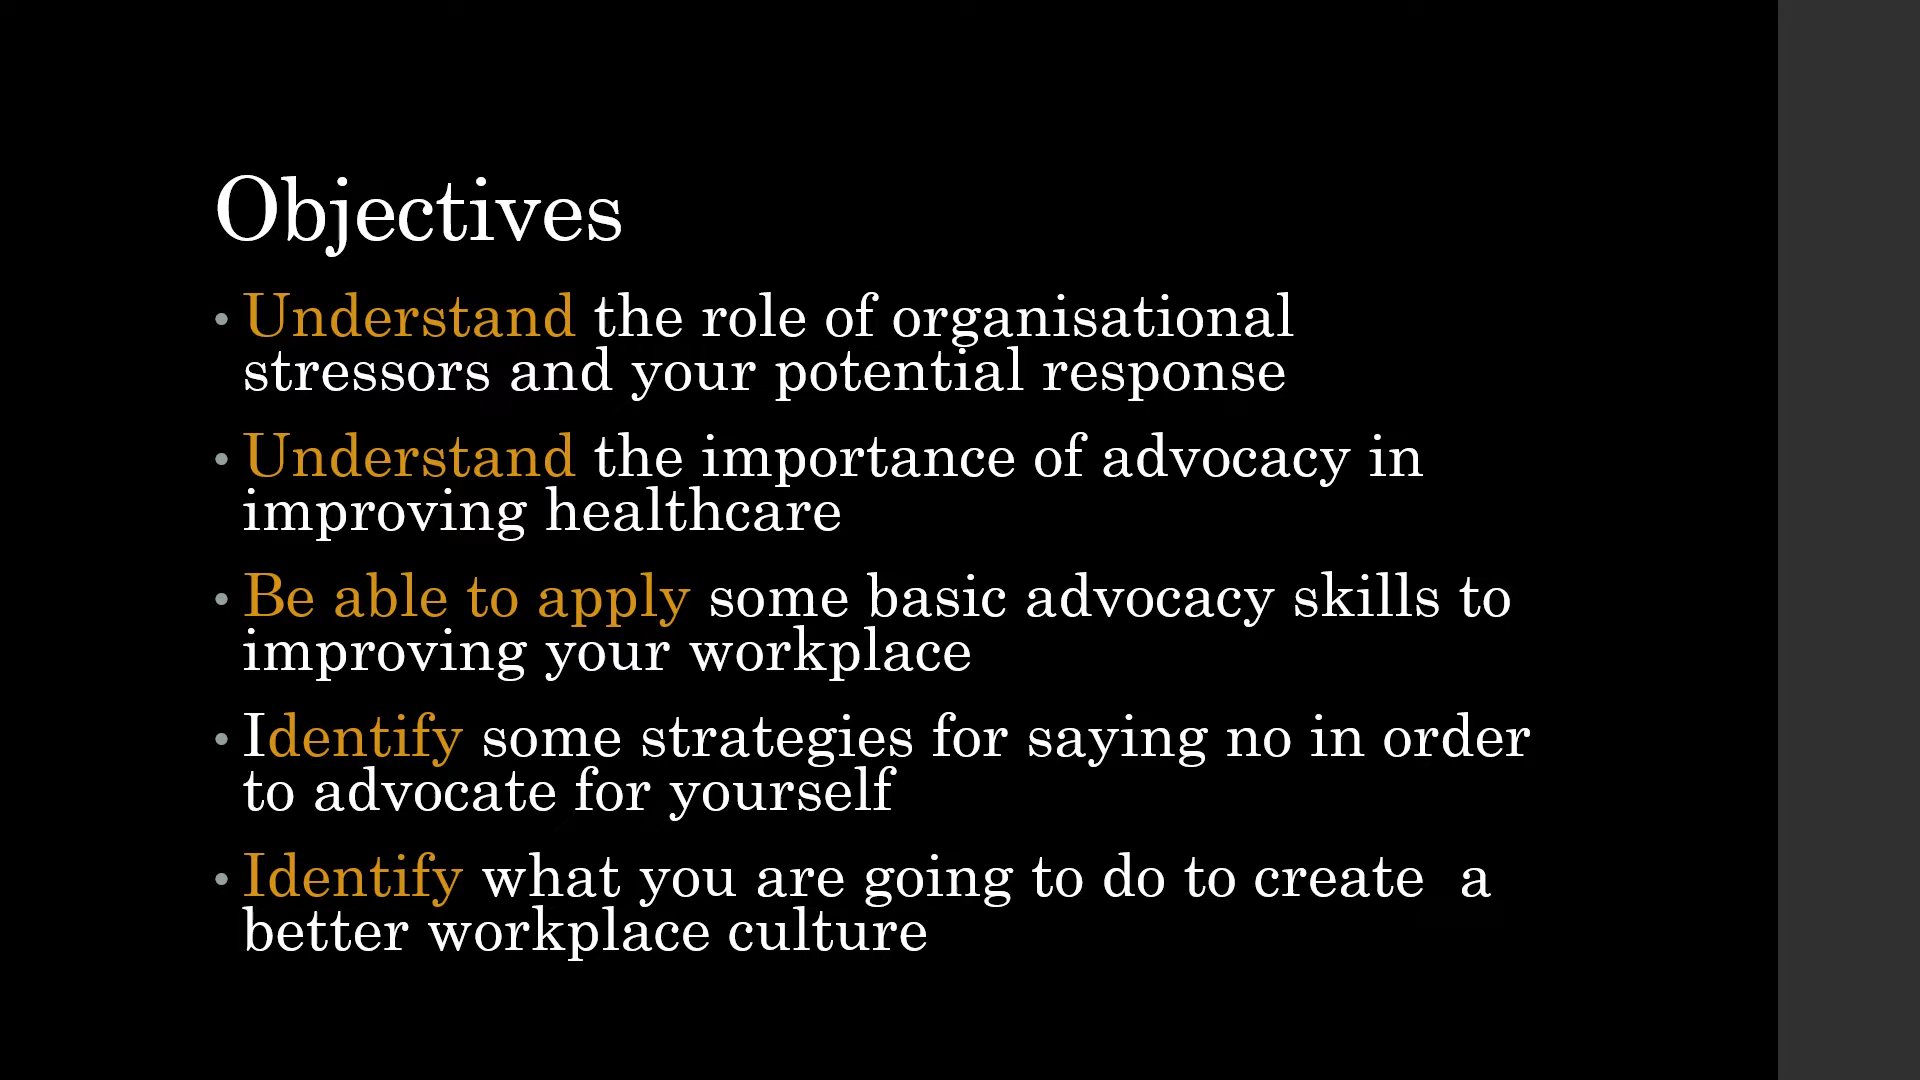 Objectives
• Understand the role of organisational
stressors and your potential response
• Understand the importance of advocacy in
improving healthcare
• Be able to apply some basic advocacy skills to
improving your workplace
• Identify some strategies for saying no in order
to advocate for yourself
• Identify what you are going to do to create  a
better workplace culture